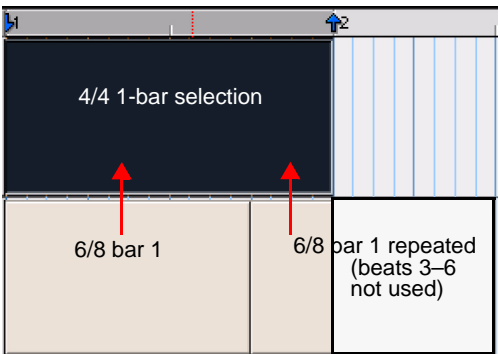 1 2
4/4 1-bar selection
6/8 bar 1
6/8 bar 1 repeated
(beats 3–6
not used)